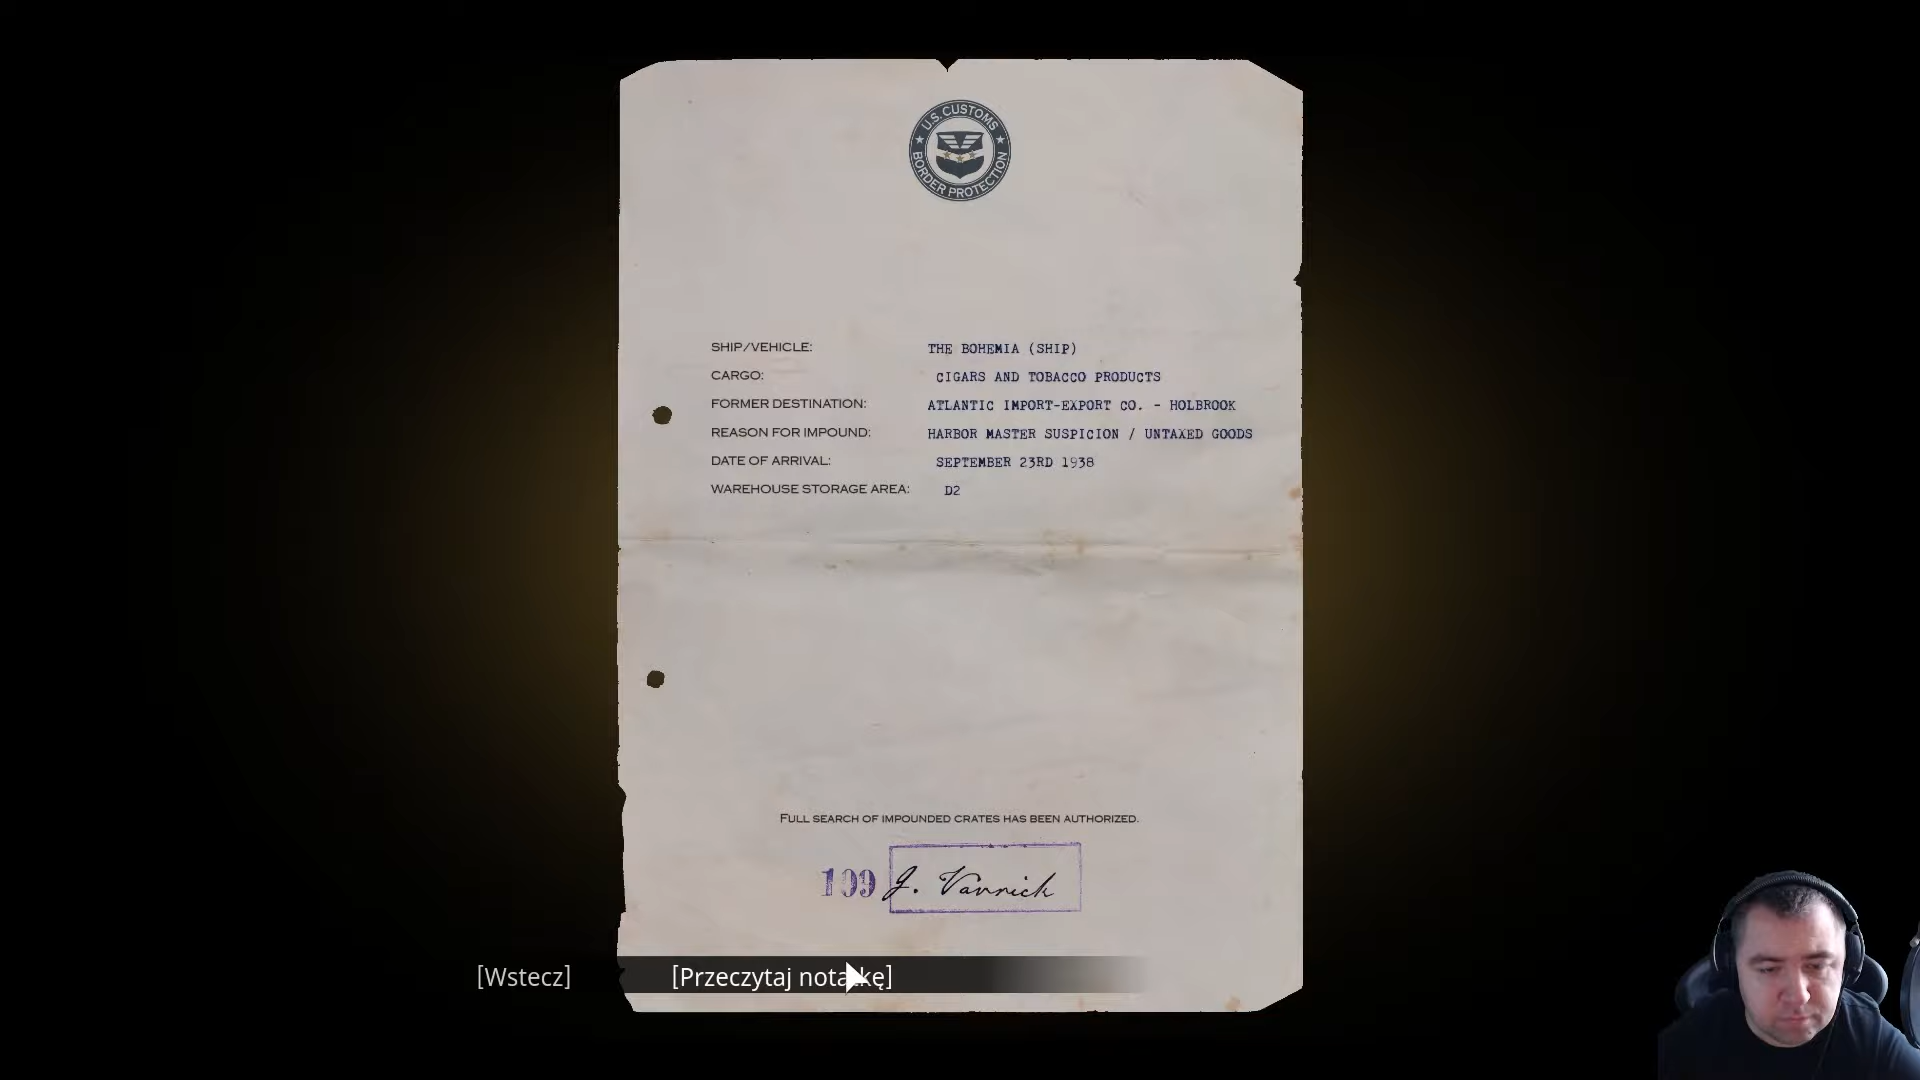 U.S. CUSTOMS
BORDER PROTECTION
SHIP/VEHICLE: THE BOHEMIA (SHIP)
CARGO: CIGARS AND TOBACCO PRODUCTS
FORMER DESTINATION: ATLANTIC IMPORT-EXPORT CO. - HOLBROOK
REASON FOR IMPOUND: HARBOR MASTER SUSPICION / UNTAXED GOODS
DATE OF ARRIVAL: SEPTEMBER 23RD 1938
WAREHOUSE STORAGE AREA: D2
FULL SEARCH OF IMPOUNDED CRATES HAS BEEN AUTHORIZED.
199 J. Vannick
[Wstecz] [Przeczytaj notatkę]